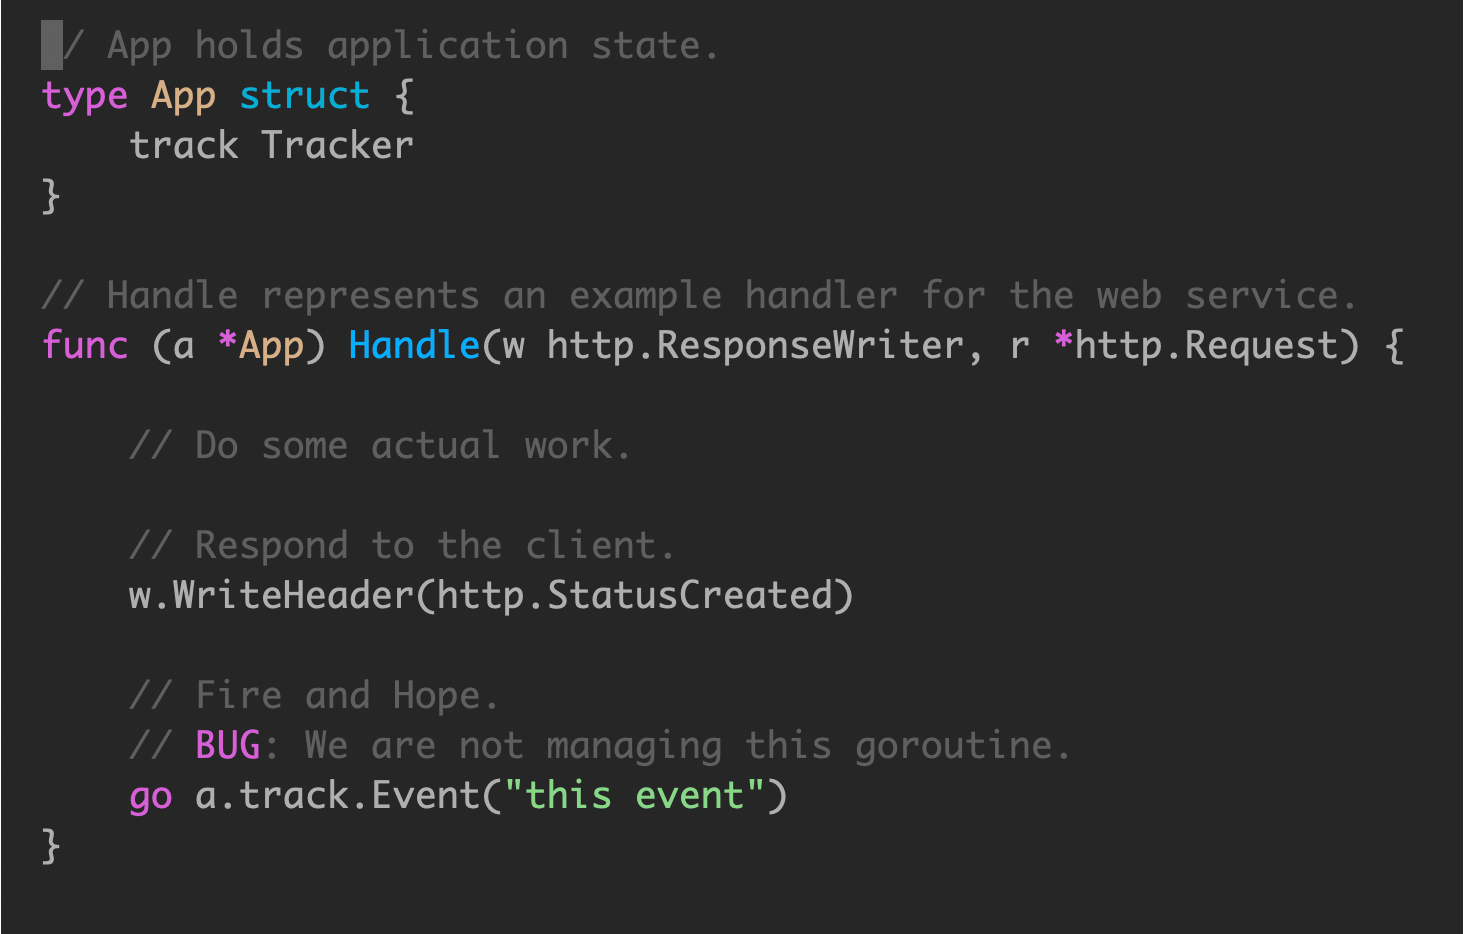 / App holds application state.
type App struct {
    track Tracker
}
// Handle represents an example handler for the web service.
func (a *App) Handle(w http.ResponseWriter, r *http.Request) {
    // Do some actual work.
    // Respond to the client.
    w.WriteHeader(http.StatusCreated)
    // Fire and Hope.
    // BUG: We are not managing this goroutine.
    go a.track.Event("this event")
}